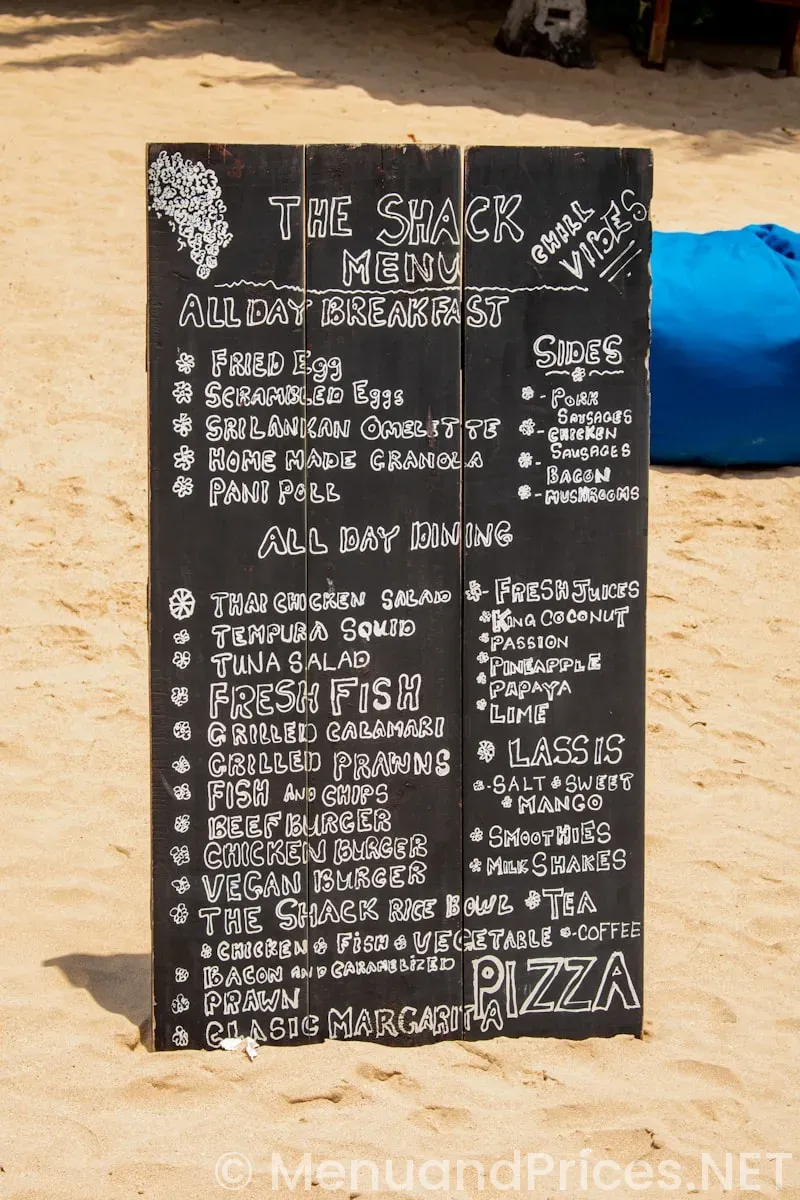 THE SHACK
MENU
CHILL
VIBES
ALL DAY BREAKFAST
FRIED Egg
SCRAMBLED Eggs
SRILANKAN OMELETTE
HOME MADE GRANOLA
PANI POLL
SIDES
- PORK
SAUSAGES
- CHICKEN
SAUSAGES
- BACON
- MUSHROOMS
ALL DAY DINING
THAI CHICKEN SALAD
TEMPURA SQUID
TUNA SALAD
FRESH FISH
GRILLED CALAMARI
GRILLED PRAWNS
FISH AND CHIPS
BEEF BURGER
CHICKEN BURGER
VEGAN BURGER
THE SHACK RICE BOWL
CHICKEN FISH VEGETABLE
BACON AND CARAMELIZED
PRAWN
CLASIC MARGARITA
- FRESH JUICES
KING COCONUT
PASSION
PINEAPPLE
PAPAYA
LIME
LASSIS
- SALT SWEET
MANGO
SMOOTHIES
MILK SHAKES
TEA
- COFFEE
PIZZA
© MenuandPrices.NET